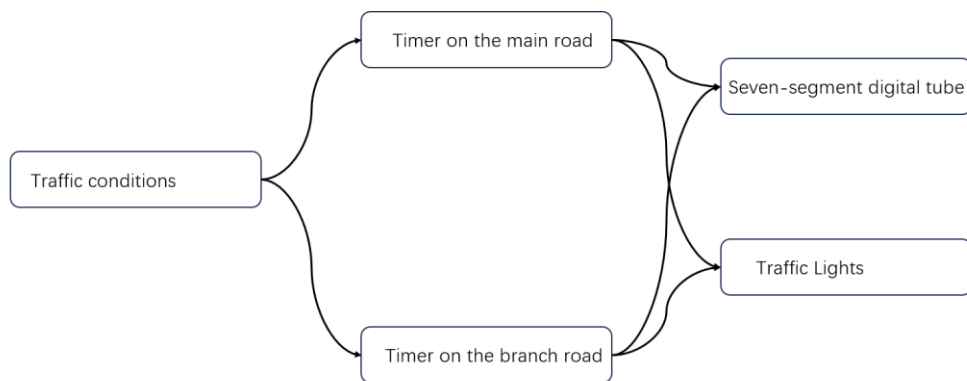 Timer on the main road
Seven-segment digital tube
Traffic conditions
Traffic Lights
Timer on the branch road